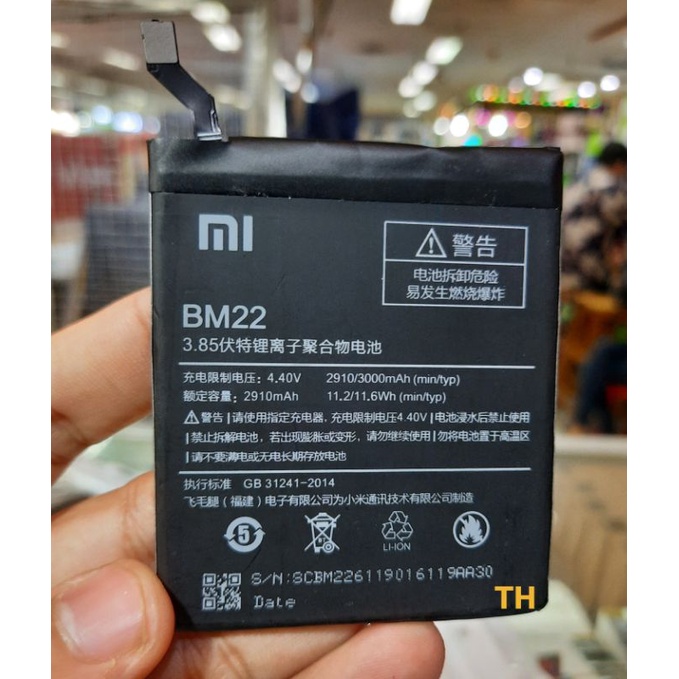 MI
警告
电池拆卸危险
易发生燃烧爆炸
BM22
3.85伏特锂离子聚合物电池
充电限制电压：4.40V 2910/3000mAh (min/typ)
额定容量：2910mAh 11.2/11.6Wh (min/typ)
警告｜请使用指定充电器，充电限制电压4.40V｜电池浸水后禁止使用
｜禁止拆解电池，若出现膨胀或变形，请勿继续使用｜勿将电池置于高温区
｜请不要满电或无电长期存放电池
执行标准 GB 31241-2014
飞毛腿（福建）电子有限公司为小米通讯技术有限公司制造
5
LI-ION
S/N:SCBM226119016119AA30
Date
TH